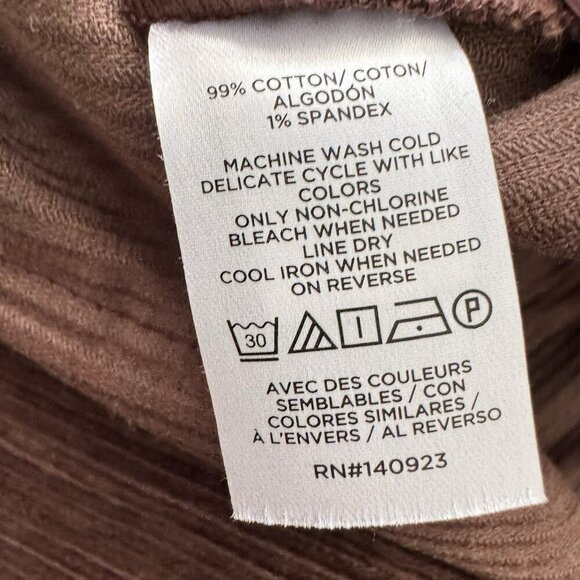 99% COTTON/ COTON/
ALGODÓN
1% SPANDEX
MACHINE WASH COLD
DELICATE CYCLE WITH LIKE
COLORS
ONLY NON-CHLORINE
BLEACH WHEN NEEDED
LINE DRY
COOL IRON WHEN NEEDED
ON REVERSE
30 P
AVEC DES COULEURS
SEMBLABLES / CON
COLORES SIMILARES /
À L'ENVERS / AL REVERSO
RN#140923